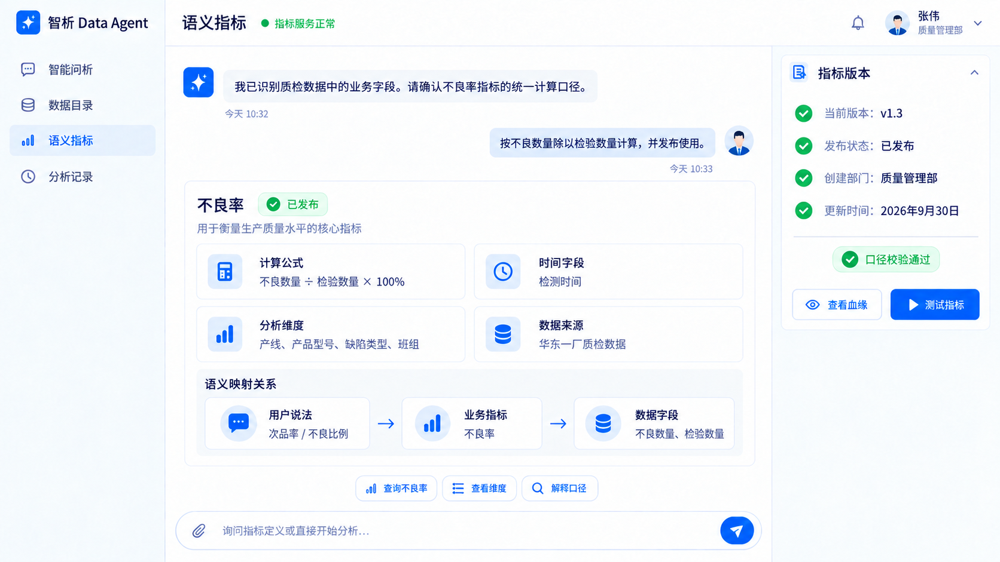 智析 Data Agent
智能问析
数据目录
语义指标
分析记录
语义指标
指标服务正常
张伟
质量管理部
我已识别质检数据中的业务字段。请确认不良率指标的统一计算口径。
今天 10:32
按不良数量除以检验数量计算，并发布使用。
今天 10:33
不良率
已发布
用于衡量生产质量水平的核心指标
计算公式
不良数量 ÷ 检验数量 × 100%
时间字段
检测时间
分析维度
产线、产品型号、缺陷类型、班组
数据来源
华东一厂质检数据
语义映射关系
用户说法
次品率 / 不良比例
业务指标
不良率
数据字段
不良数量、检验数量
查询不良率
查看维度
解释口径
询问指标定义或直接开始分析…
指标版本
当前版本：v1.3
发布状态：已发布
创建部门：质量管理部
更新时间：2026年9月30日
口径校验通过
查看血缘
测试指标